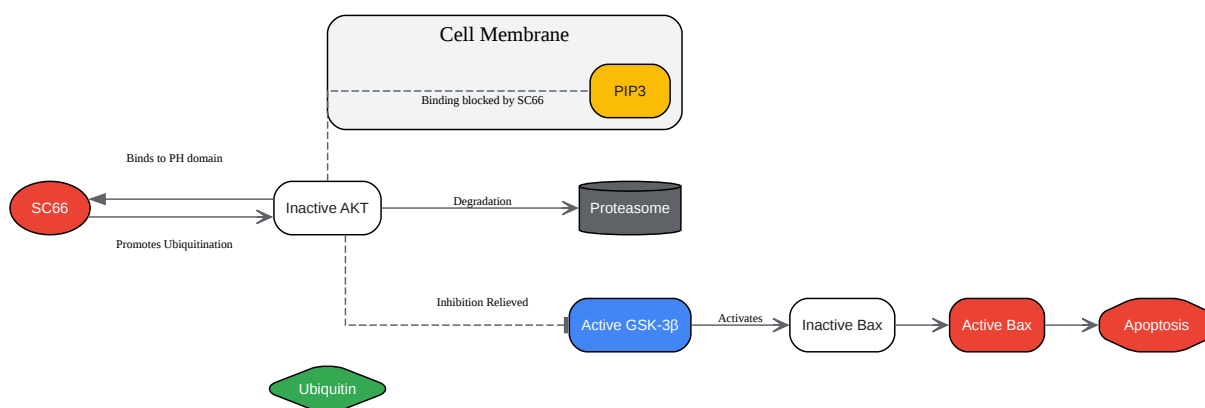 Cell Membrane
PIP3
Binding blocked by SC66
Binds to PH domain
SC66
Inactive AKT
Degradation
Proteasome
Promotes Ubiquitination
Inhibition Relieved
Active GSK-3β
Activates
Inactive Bax
Active Bax
Apoptosis
Ubiquitin